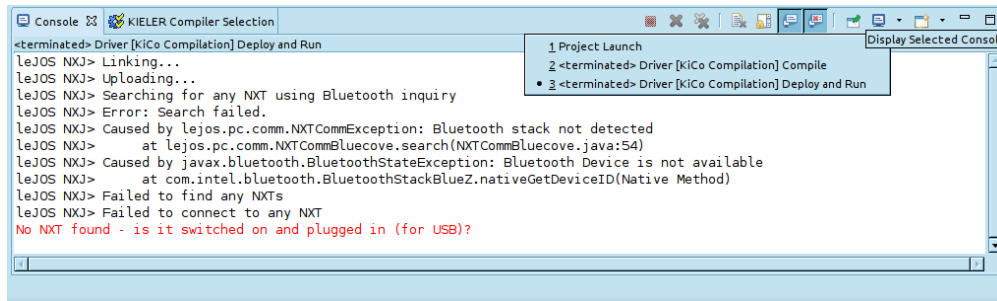 Console KIELER Compiler Selection
<terminated> Driver [KiCo Compilation] Deploy and Run
Display Selected Consol
1 Project Launch
2 <terminated> Driver [KiCo Compilation] Compile
3 <terminated> Driver [KiCo Compilation] Deploy and Run
leJOS NXJ> Linking...
leJOS NXJ> Uploading...
leJOS NXJ> Searching for any NXT using Bluetooth inquiry
leJOS NXJ> Error: Search failed.
leJOS NXJ> Caused by lejos.pc.comm.NXTCommException: Bluetooth stack not detected
leJOS NXJ> at lejos.pc.comm.NXTCommBluecove.search(NXTCommBluecove.java:54)
leJOS NXJ> Caused by javax.bluetooth.BluetoothStateException: Bluetooth Device is not available
leJOS NXJ> at com.intel.bluetooth.BluetoothStackBlueZ.nativeGetDeviceID(Native Method)
leJOS NXJ> Failed to find any NXTs
leJOS NXJ> Failed to connect to any NXT
No NXT found - is it switched on and plugged in (for USB)?